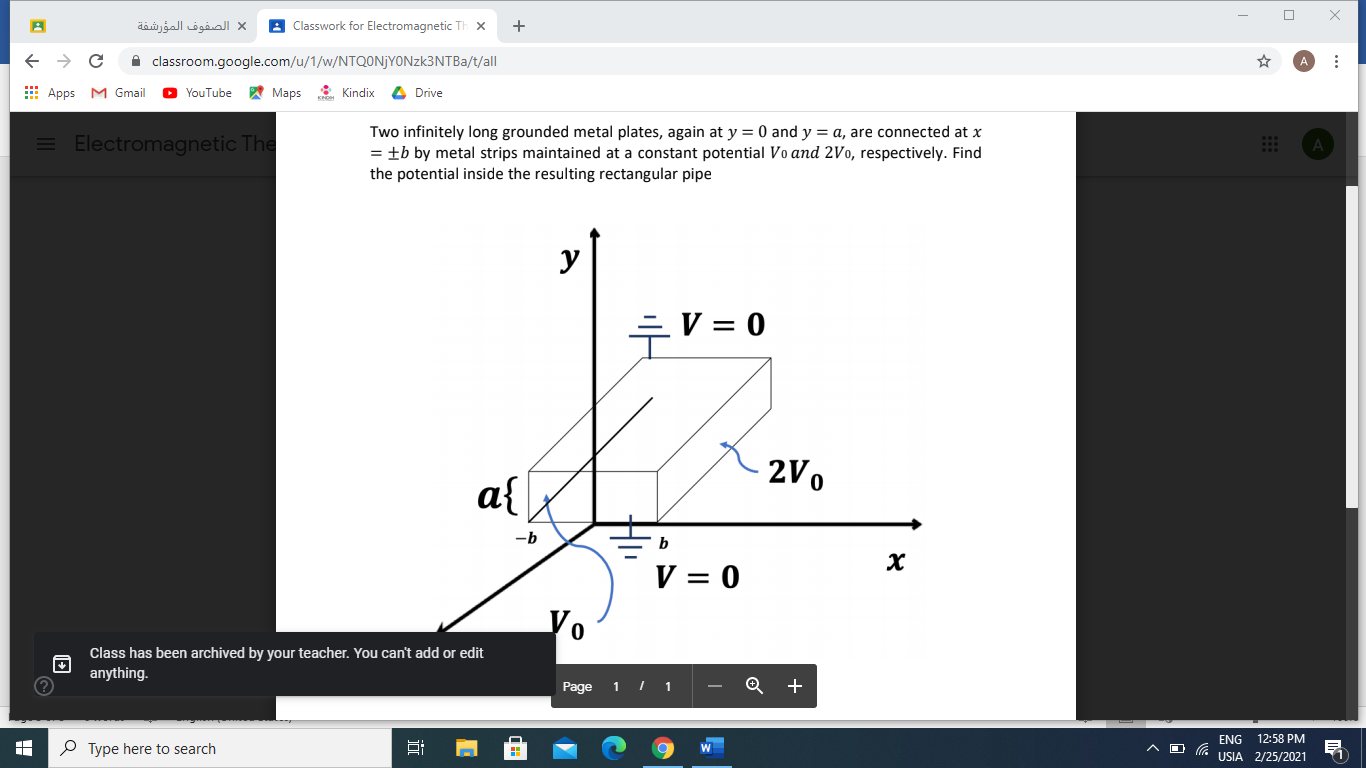 الصفوف المؤرشفة
Classwork for Electromagnetic Th
classroom.google.com/u/1/w/NTQ0NjY0Nzk3NTBa/t/all
A
Apps
Gmail
YouTube
Maps
Kindix
Drive
Electromagnetic The
A
Two infinitely long grounded metal plates, again at y = 0 and y = a, are connected at x
= ±b by metal strips maintained at a constant potential V0 and 2V0, respectively. Find
the potential inside the resulting rectangular pipe
y
V = 0
2V0
a{
−b
b
x
V = 0
V0
Class has been archived by your teacher. You can't add or edit
anything.
?
Page 1 / 1
Type here to search
W
ENG 12:58 PM
USIA 2/25/2021
1